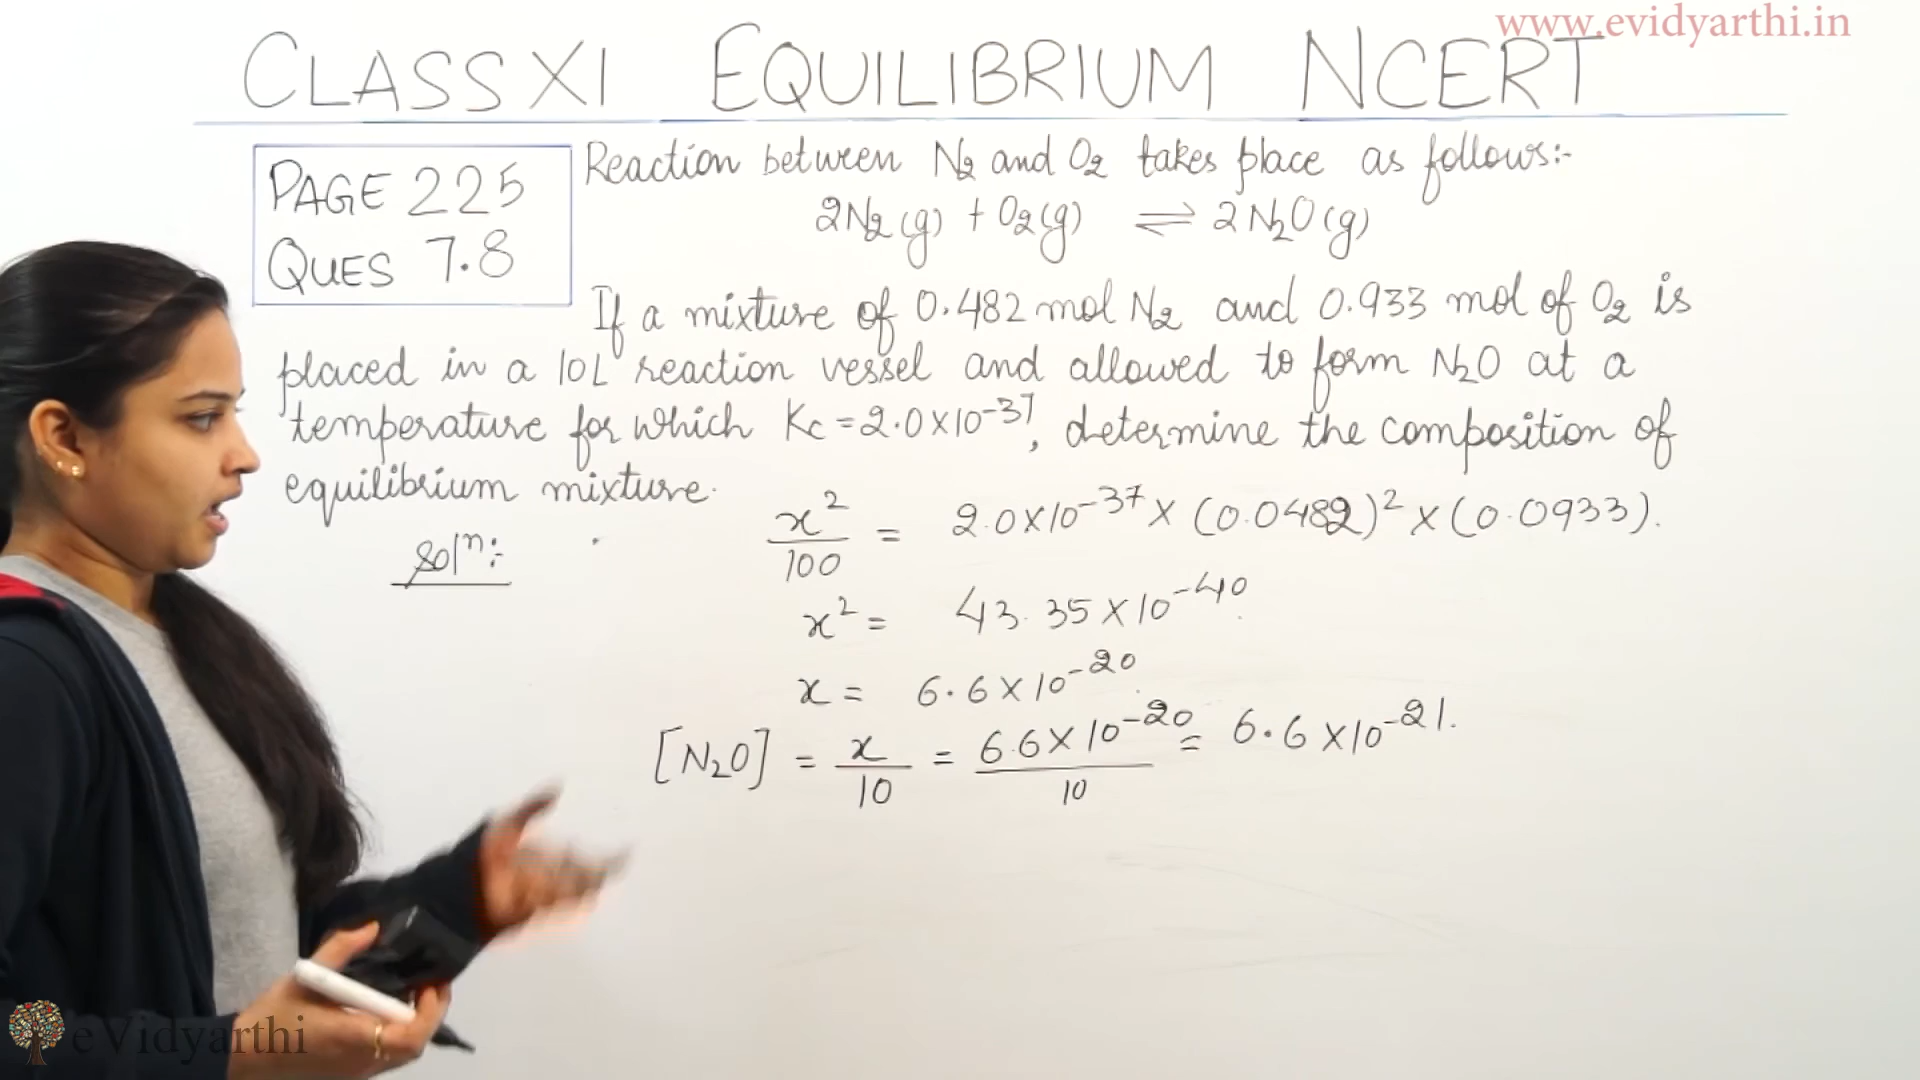 www.evidyarthi.in
CLASS XI EQUILIBRIUM NCERT
PAGE 225
QUES 7.8
Reaction between N₂ and O₂ takes place as follows:-
2N₂(g) + O₂(g) ⇌ 2N₂O(g)
If a mixture of 0.482 mol N₂ and 0.933 mol of O₂ is
placed in a 10L reaction vessel and allowed to form N₂O at a
temperature for which Kc = 2.0×10⁻³⁷, determine the composition of
equilibrium mixture.
Solⁿ:
x²/100 = 2.0×10⁻³⁷ × (0.0482)² × (0.0933).
x² = 43.35×10⁻⁴⁰.
x = 6.6×10⁻²⁰.
[N₂O] = x/10 = 6.6×10⁻²⁰/10 = 6.6×10⁻²¹.
eVidyarthi